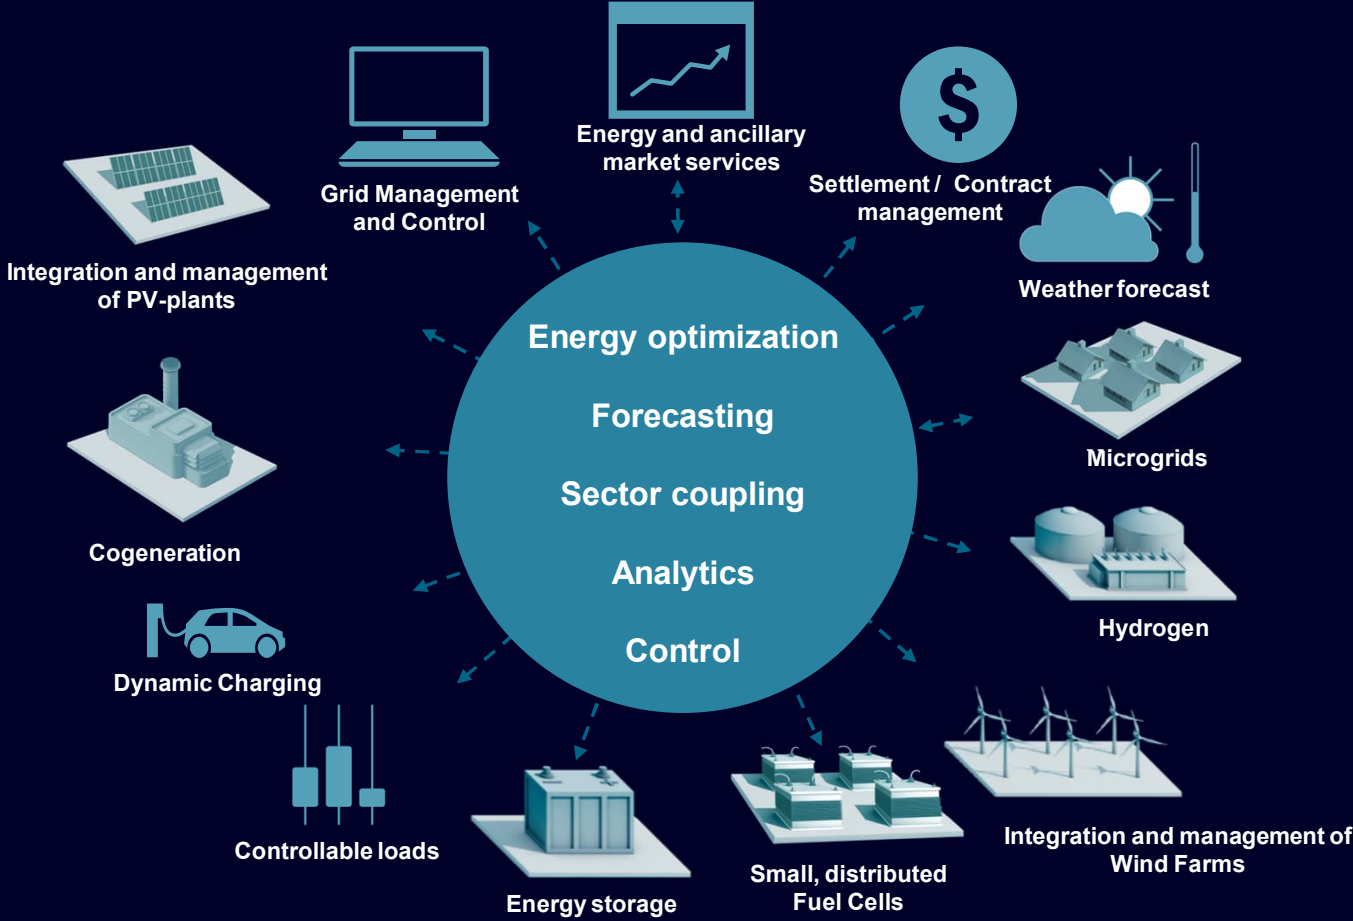 Energy and ancillary
market services
$
Settlement / Contract
management
Grid Management
and Control
Integration and management
of PV-plants
Weather forecast
Energy optimization
Forecasting
Sector coupling
Analytics
Control
Microgrids
Cogeneration
Hydrogen
Dynamic Charging
Controllable loads
Energy storage
Small, distributed
Fuel Cells
Integration and management of
Wind Farms